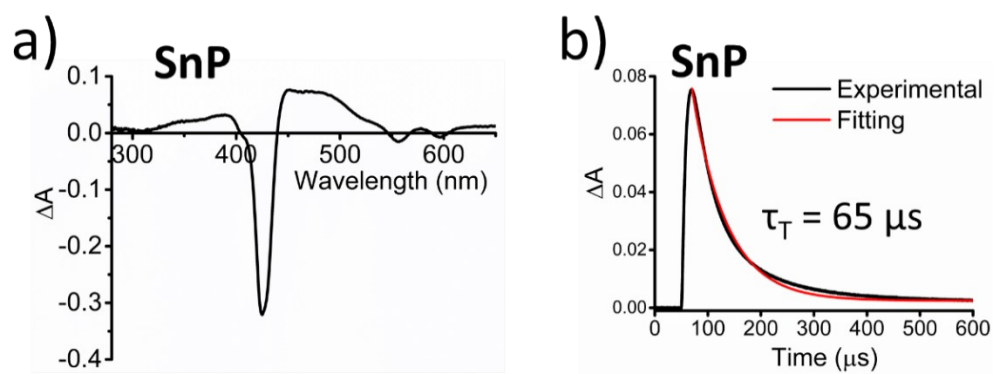 a)
SnP
0.1
0.0
-0.1
-0.2
-0.3
-0.4
300
400
500
600
Wavelength (nm)
ΔA
b)
SnP
0.08
0.06
0.04
0.02
0.00
ΔA
Experimental
Fitting
τT = 65 μs
0
100
200
300
400
500
600
Time (μs)